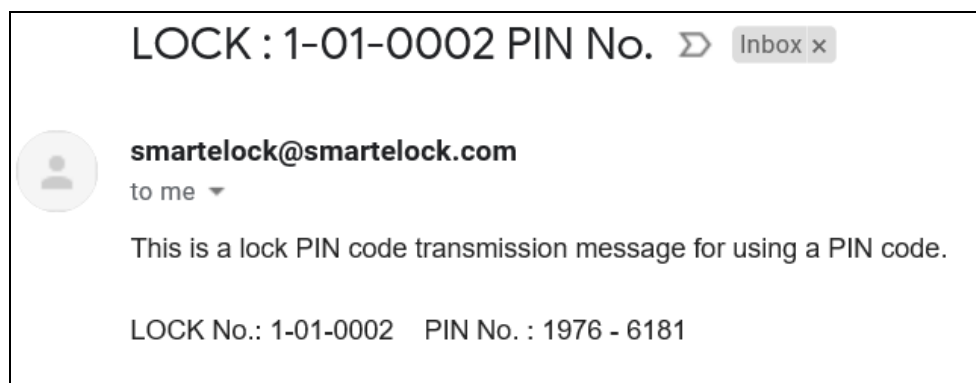 LOCK : 1-01-0002 PIN No. Inbox ×
smartelock@smartelock.com
to me
This is a lock PIN code transmission message for using a PIN code.
LOCK No.: 1-01-0002 PIN No. : 1976 - 6181